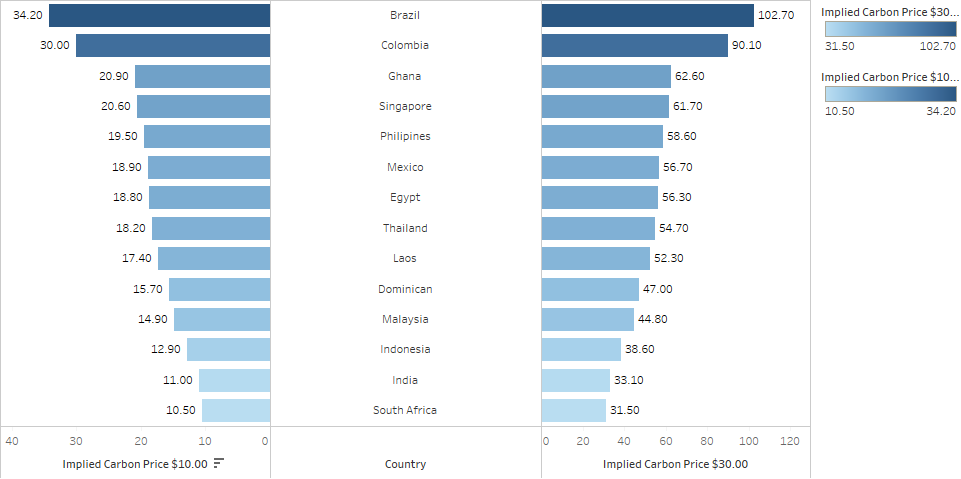 34.20 Brazil 102.70 Implied Carbon Price $30...
31.50 102.70
30.00 Colombia 90.10
20.90 Ghana 62.60 Implied Carbon Price $10...
10.50 34.20
20.60 Singapore 61.70
19.50 Philipines 58.60
18.90 Mexico 56.70
18.80 Egypt 56.30
18.20 Thailand 54.70
17.40 Laos 52.30
15.70 Dominican 47.00
14.90 Malaysia 44.80
12.90 Indonesia 38.60
11.00 India 33.10
10.50 South Africa 31.50
40 30 20 10 0 0 20 40 60 80 100 120
Implied Carbon Price $10.00 Country Implied Carbon Price $30.00